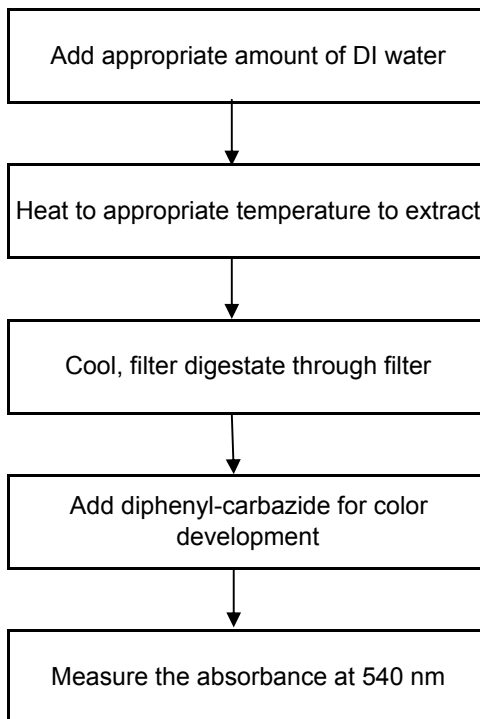 Add appropriate amount of DI water
Heat to appropriate temperature to extract
Cool, filter digestate through filter
Add diphenyl-carbazide for color
development
Measure the absorbance at 540 nm